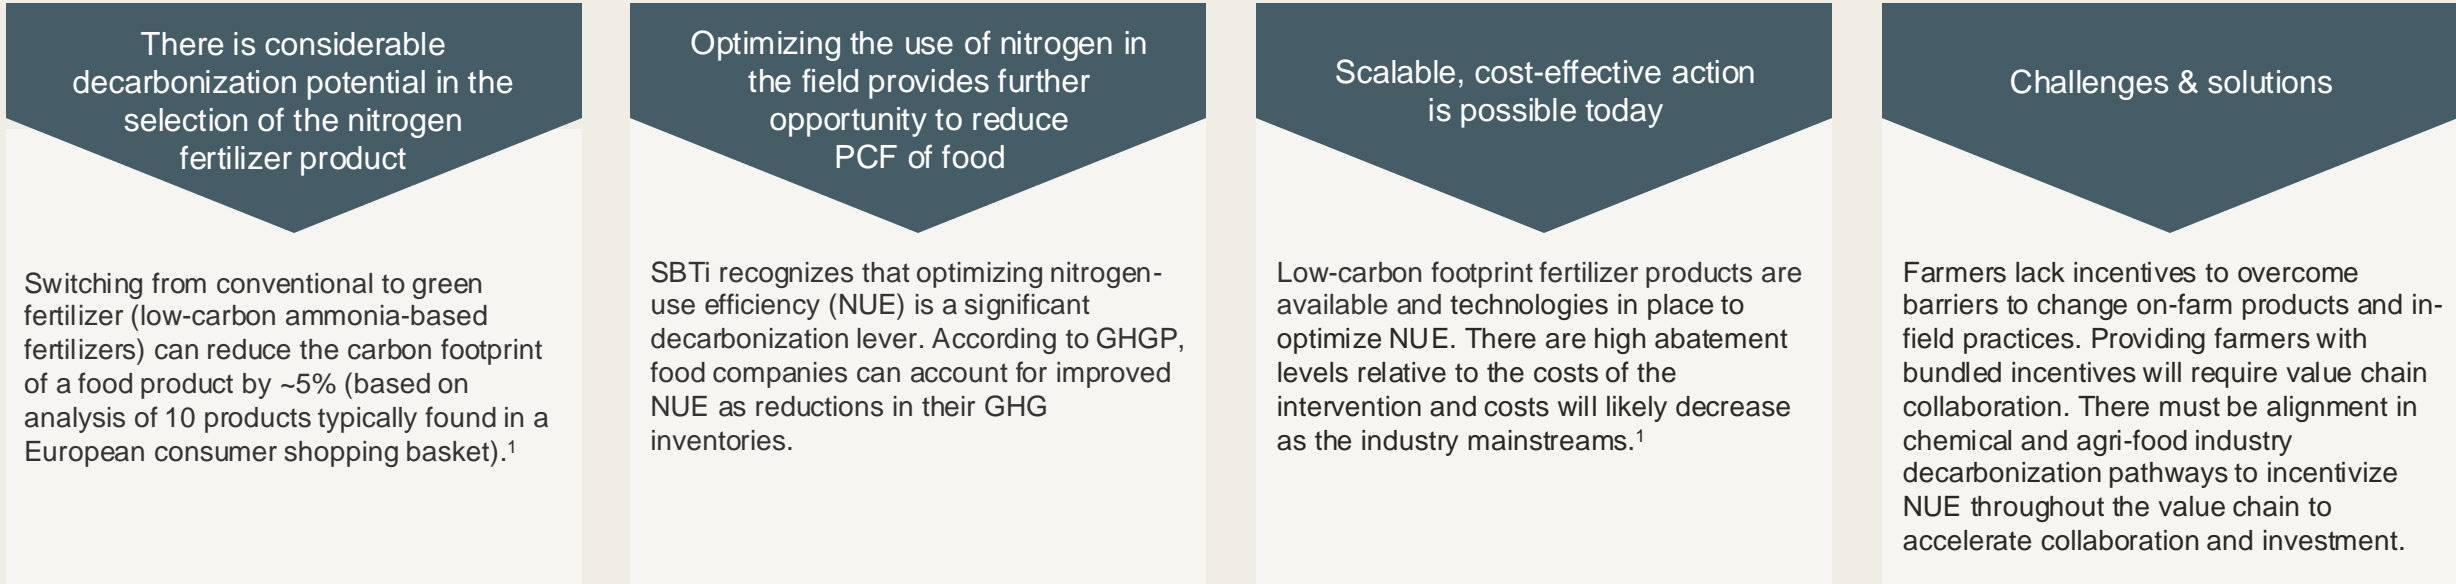 There is considerable
decarbonization potential in the
selection of the nitrogen
fertilizer product
Switching from conventional to green
fertilizer (low-carbon ammonia-based
fertilizers) can reduce the carbon footprint
of a food product by ~5% (based on
analysis of 10 products typically found in a
European consumer shopping basket).¹
Optimizing the use of nitrogen in
the field provides further
opportunity to reduce
PCF of food
SBTi recognizes that optimizing nitrogen-
use efficiency (NUE) is a significant
decarbonization lever. According to GHGP,
food companies can account for improved
NUE as reductions in their GHG
inventories.
Scalable, cost-effective action
is possible today
Low-carbon footprint fertilizer products are
available and technologies in place to
optimize NUE. There are high abatement
levels relative to the costs of the
intervention and costs will likely decrease
as the industry mainstreams.¹
Challenges & solutions
Farmers lack incentives to overcome
barriers to change on-farm products and in-
field practices. Providing farmers with
bundled incentives will require value chain
collaboration. There must be alignment in
chemical and agri-food industry
decarbonization pathways to incentivize
NUE throughout the value chain to
accelerate collaboration and investment.